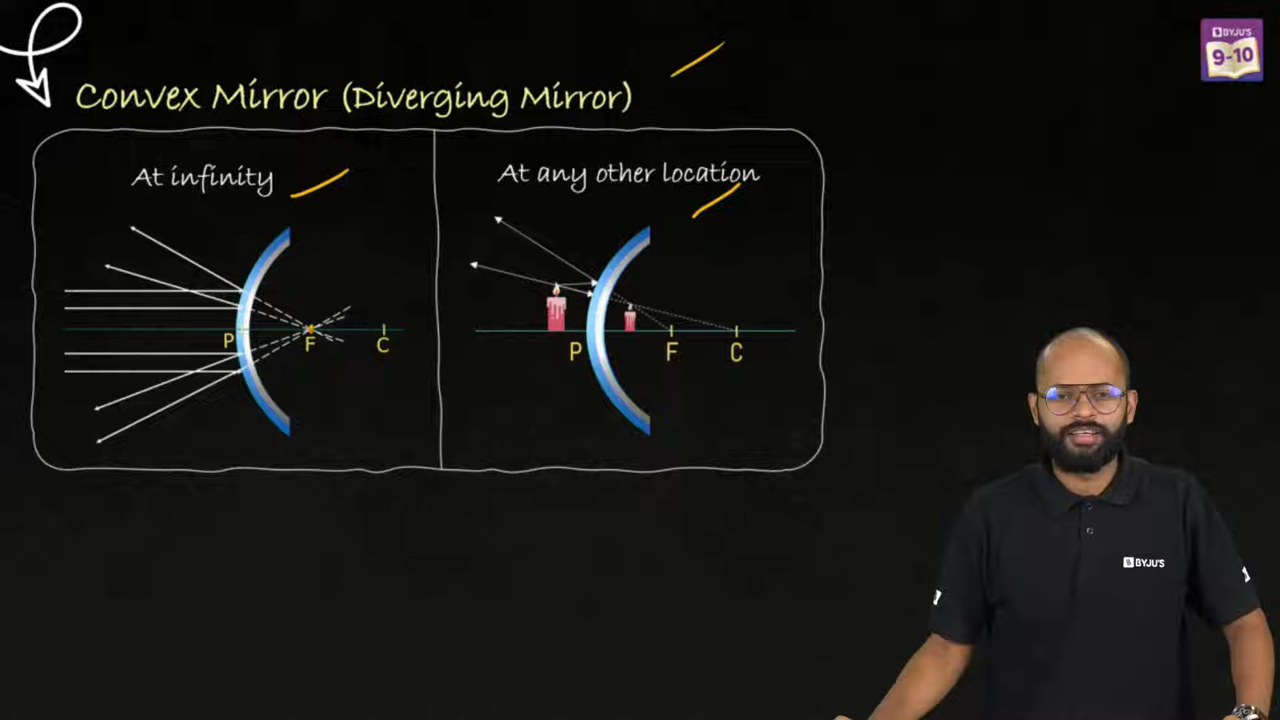 BYJU'S
9-10
Convex Mirror (Diverging Mirror)
At infinity
P
F
C
At any other location
P
F
C
BYJU'S